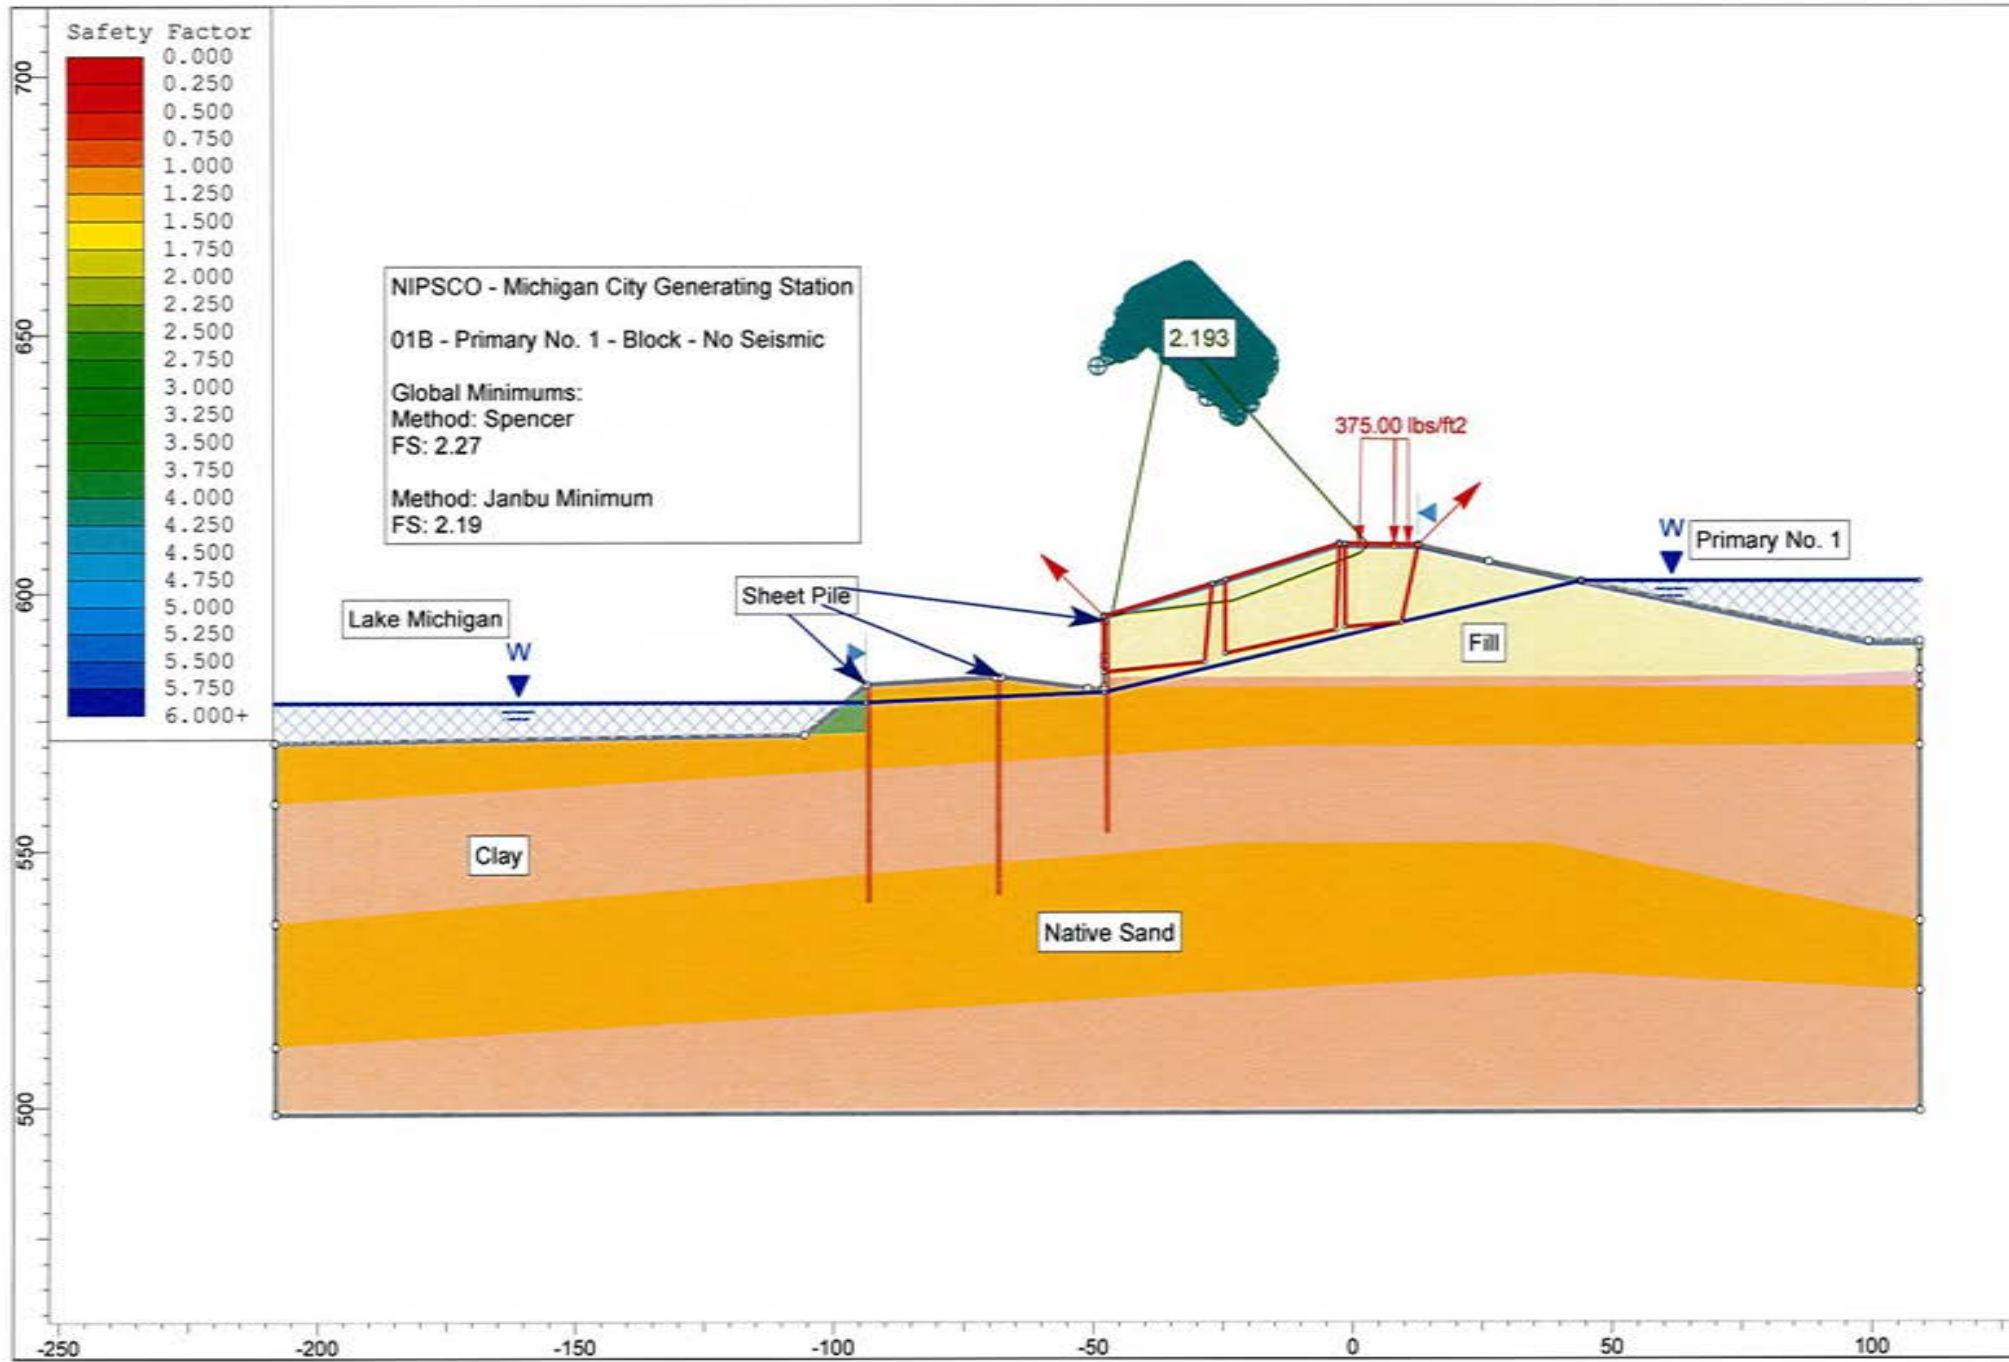 Safety Factor
0.000
0.250
0.500
0.750
1.000
1.250
1.500
1.750
2.000
2.250
2.500
2.750
3.000
3.250
3.500
3.750
4.000
4.250
4.500
4.750
5.000
5.250
5.500
5.750
6.000+
700
650
600
550
500
NIPSCO - Michigan City Generating Station
01B - Primary No. 1 - Block - No Seismic
Global Minimums:
Method: Spencer
FS: 2.27
Method: Janbu Minimum
FS: 2.19
2.193
375.00 lbs/ft2
W
Primary No. 1
Sheet Pile
Lake Michigan
W
Fill
Clay
Native Sand
-250
-200
-150
-100
-50
0
50
100